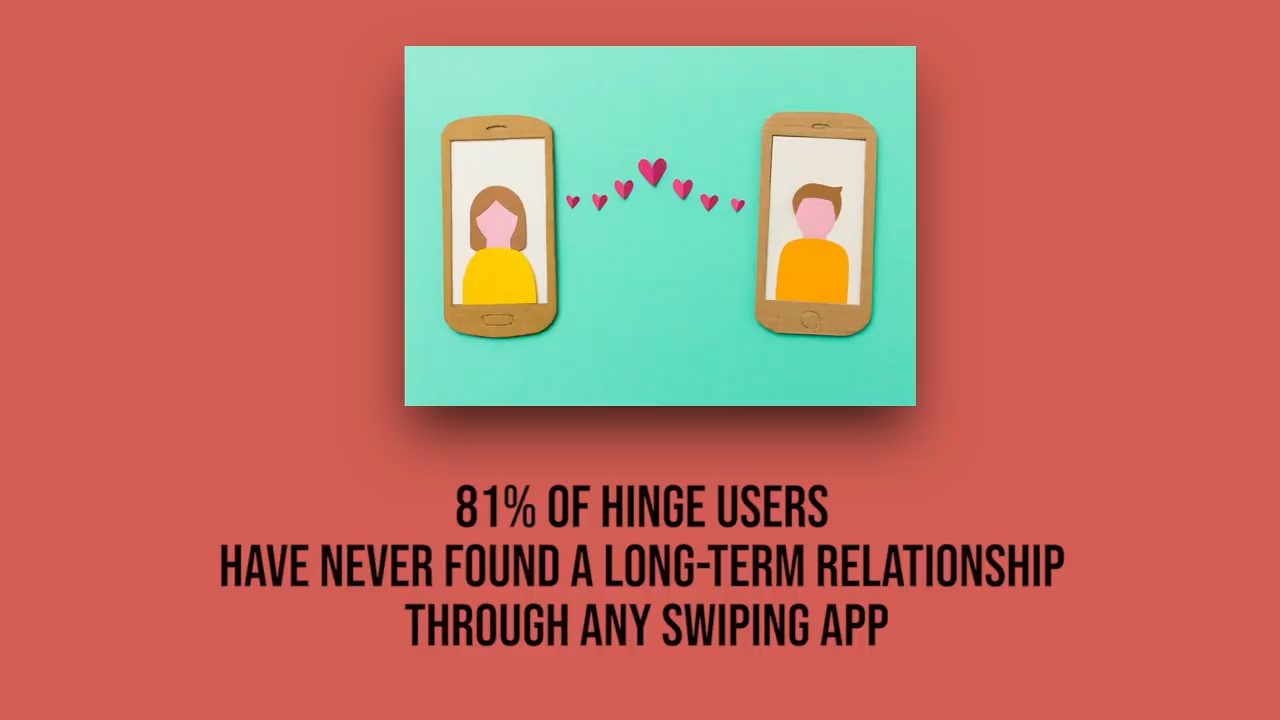 81% OF HINGE USERS
HAVE NEVER FOUND A LONG-TERM RELATIONSHIP
THROUGH ANY SWIPING APP